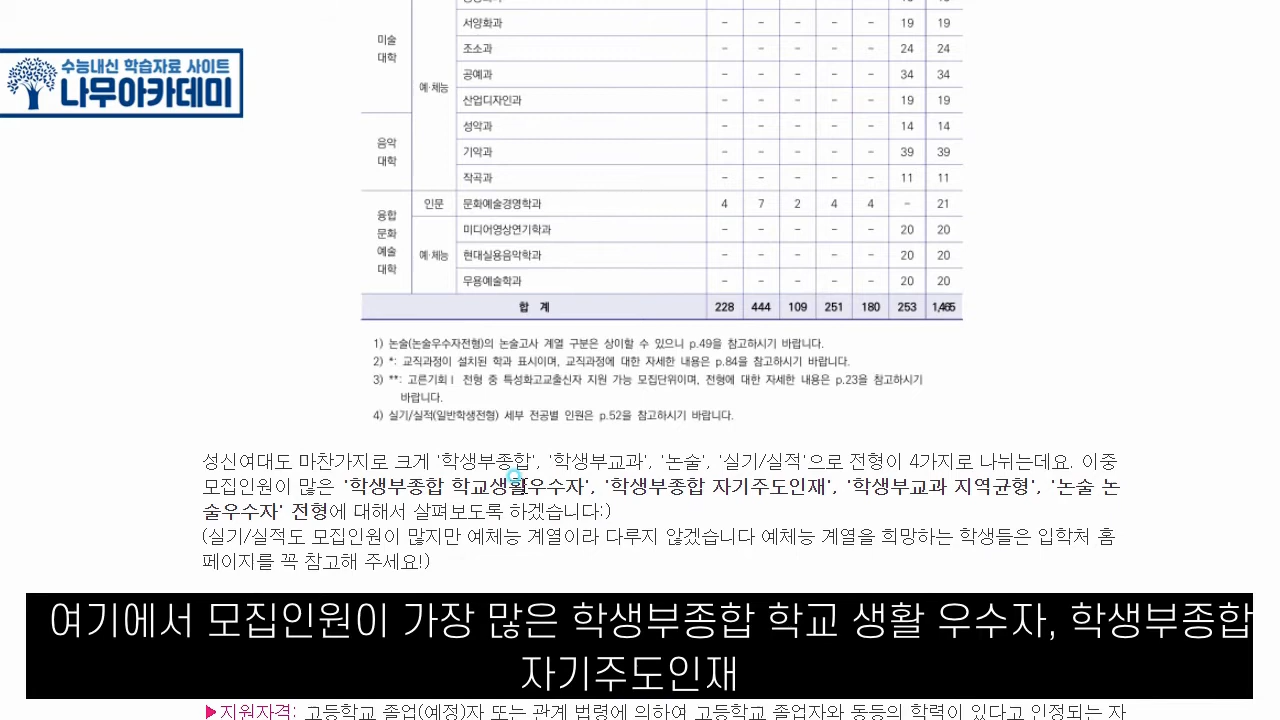 서양화과 – – – – – 19 19
미술
대학
조소과 – – – – – 24 24
수능내신 학습자료 사이트
나무아카데미
공예과 – – – – – 34 34
예·체능
산업디자인과 – – – – – 19 19
성악과 – – – – – 14 14
음악
대학
기악과 – – – – – 39 39
작곡과 – – – – – 11 11
융합
문화
예술
대학
인문 문화예술경영학과 4 7 2 4 4 – 21
미디어영상연기학과 – – – – – 20 20
예·체능 현대실용음악학과 – – – – – 20 20
무용예술학과 – – – – – 20 20
합 계 228 444 109 251 180 253 1,465
1) 논술(논술우수자전형)의 논술고사 계열 구분은 상이할 수 있으니 p.49을 참고하시기 바랍니다.
2) *: 교직과정이 설치된 학과 표시이며, 교직과정에 대한 자세한 내용은 p.84을 참고하시기 바랍니다.
3) **: 고른기회Ⅰ 전형 중 특성화고교출신자 지원 가능 모집단위이며, 전형에 대한 자세한 내용은 p.23을 참고하시기
바랍니다.
4) 실기/실적(일반학생전형) 세부 전공별 인원은 p.52을 참고하시기 바랍니다.
성신여대도 마찬가지로 크게 '학생부종합', '학생부교과', '논술', '실기/실적'으로 전형이 4가지로 나뉘는데요. 이중
모집인원이 많은 '학생부종합 학교생활우수자', '학생부종합 자기주도인재', '학생부교과 지역균형', '논술 논
술우수자' 전형에 대해서 살펴보도록 하겠습니다:)
(실기/실적도 모집인원이 많지만 예체능 계열이라 다루지 않겠습니다 예체능 계열을 희망하는 학생들은 입학처 홈
페이지를 꼭 참고해 주세요!)
여기에서 모집인원이 가장 많은 학생부종합 학교 생활 우수자, 학생부종합
자기주도인재
▶지원자격: 고등학교 졸업(예정)자 또는 관계 법령에 의하여 고등학교 졸업자와 동등의 학력이 있다고 인정되는 자